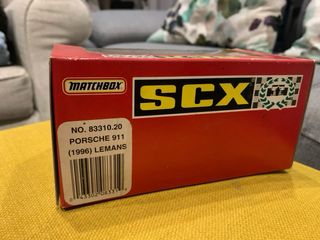 MATCHBOX
SCX
NO. 83310.20
PORSCHE 911
(1996) LEMANS